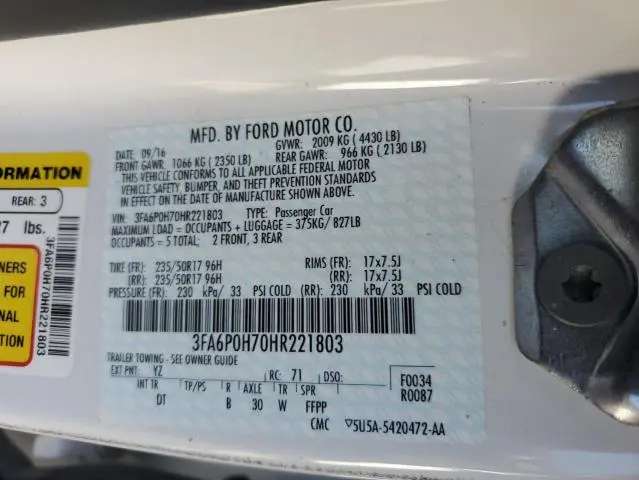 MFD. BY FORD MOTOR CO.
DATE: 09/16 GVWR: 2009 KG ( 4430 LB)
FRONT GAWR: 1066 KG ( 2350 LB) REAR GAWR: 966 KG ( 2130 LB)
THIS VEHICLE CONFORMS TO ALL APPLICABLE FEDERAL MOTOR
VEHICLE SAFETY, BUMPER, AND THEFT PREVENTION STANDARDS
IN EFFECT ON THE DATE OF MANUFACTURE SHOWN ABOVE.
VIN: 3FA6P0H70HR221803 TYPE: Passenger Car
MAXIMUM LOAD = OCCUPANTS + LUGGAGE = 375KG/ 827LB
OCCUPANTS = 5 TOTAL; 2 FRONT, 3 REAR
TIRE (FR): 235/50R17 96H RIMS (FR): 17x7.5J
(RR): 235/50R17 96H (RR): 17x7.5J
PRESSURE (FR): 230 kPa/ 33 PSI COLD (RR): 230 kPa/ 33 PSI COLD
3FA6P0H70HR221803
TRAILER TOWING - SEE OWNER GUIDE
EXT PNT: YZ RC: 71 DSO: F0034
R0087
INT TR TP/PS R AXLE TR SPR
DT B 30 W FFPP
CMC ▽5U5A-5420472-AA
ORMATION
REAR: 3
27 lbs.
NERS
FOR
NAL
TION
3FA6P0H70HR221803